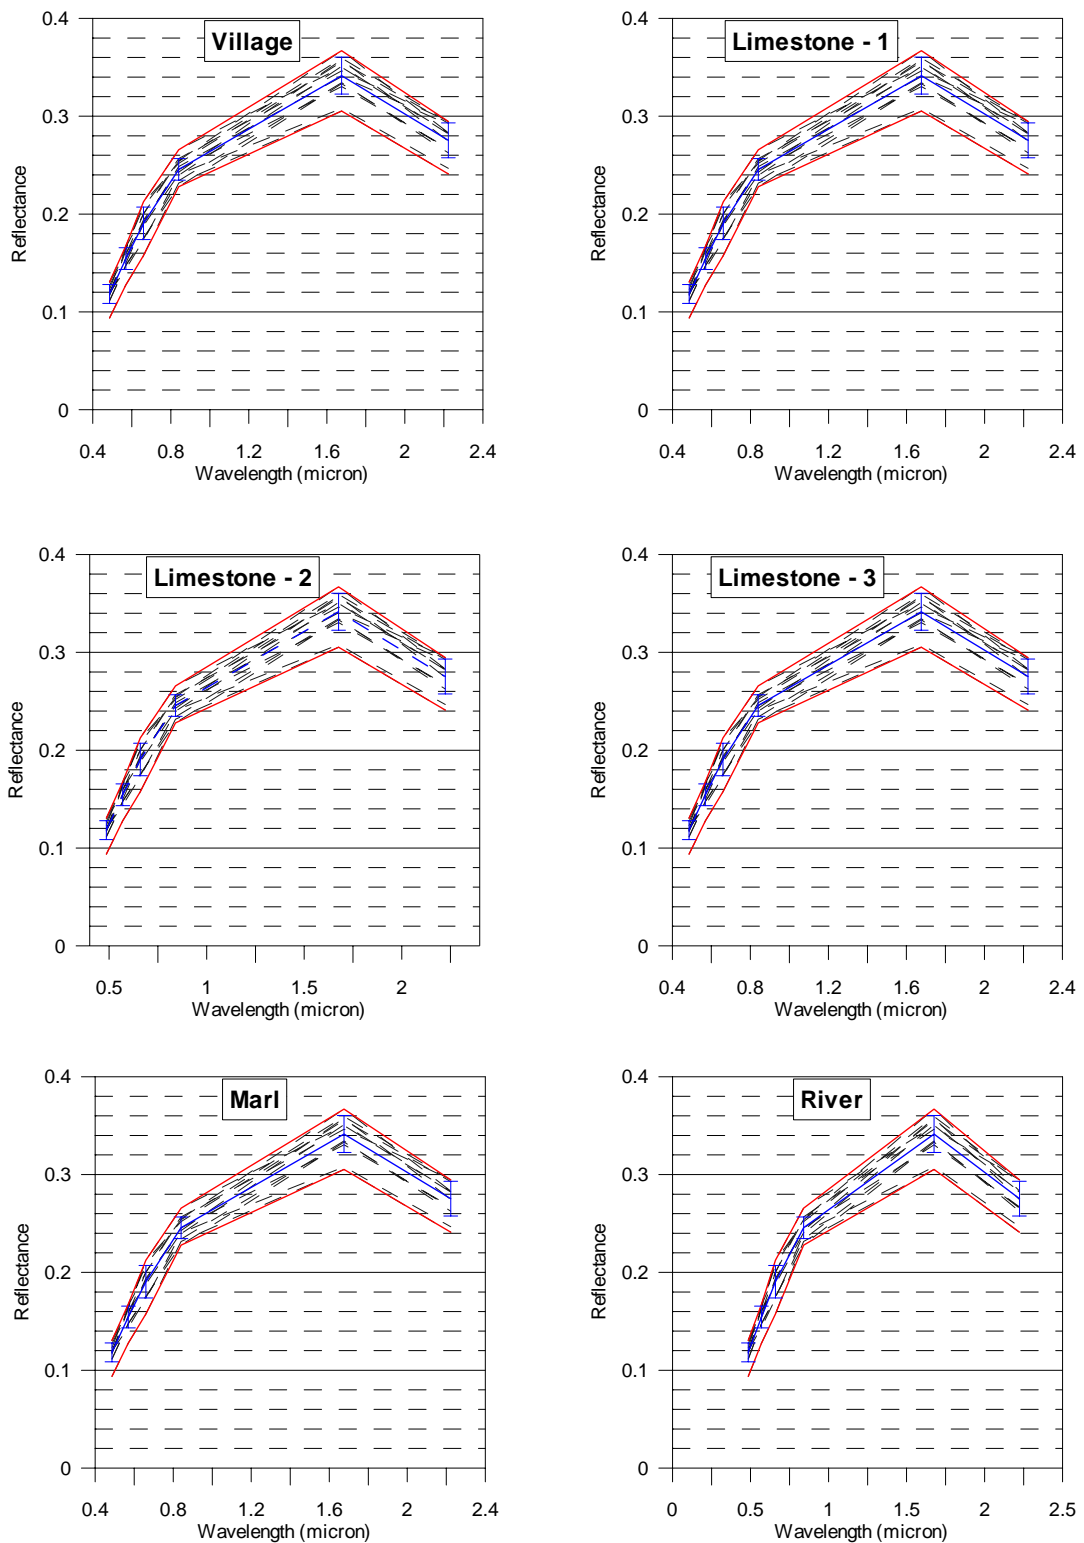 Village
0.4
0.3
0.2
0.1
0
Reflectance
0.4 0.8 1.2 1.6 2 2.4
Wavelength (micron)
Limestone - 1
0.4
0.3
0.2
0.1
0
Reflectance
0.4 0.8 1.2 1.6 2 2.4
Wavelength (micron)
Limestone - 2
0.4
0.3
0.2
0.1
0
Reflectance
0.5 1 1.5 2
Wavelength (micron)
Limestone - 3
0.4
0.3
0.2
0.1
0
Reflectance
0.4 0.8 1.2 1.6 2 2.4
Wavelength (micron)
Marl
0.4
0.3
0.2
0.1
0
Reflectance
0.4 0.8 1.2 1.6 2 2.4
Wavelength (micron)
River
0.4
0.3
0.2
0.1
0
Reflectance
0 0.5 1 1.5 2 2.5
Wavelength (micron)